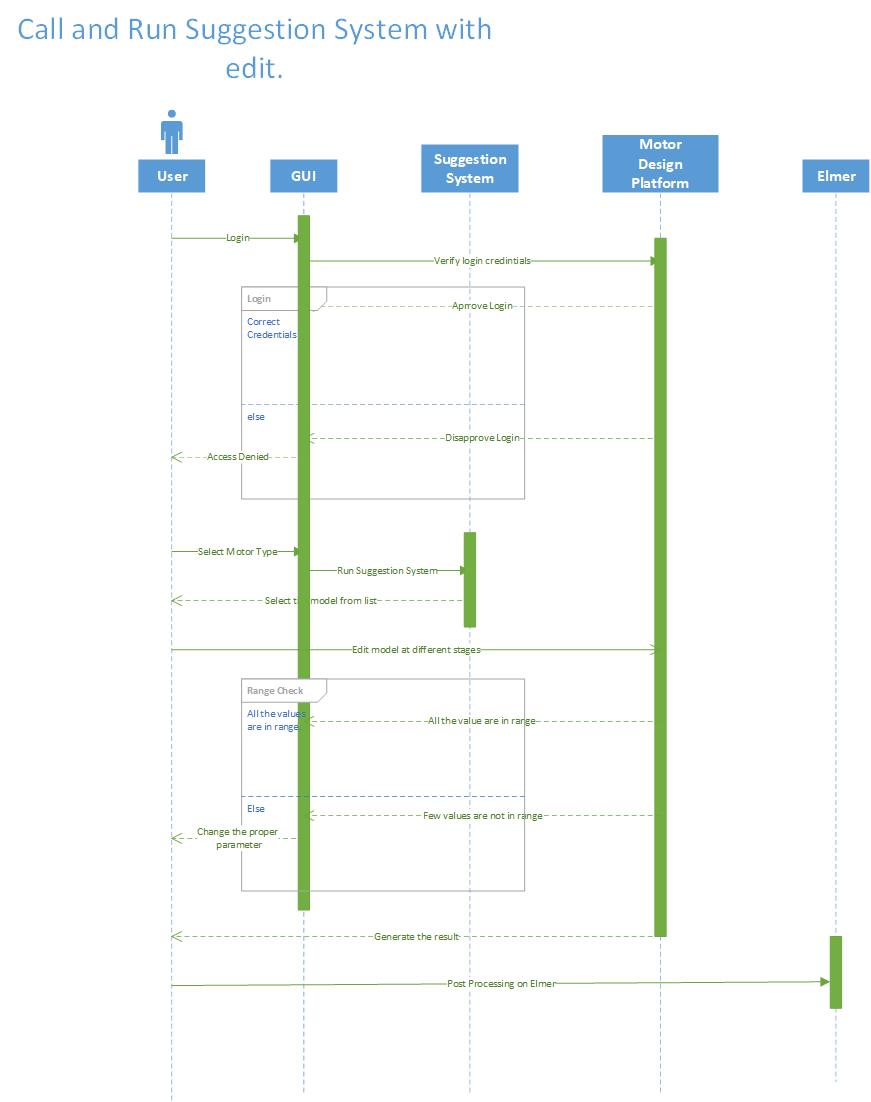 Call and Run Suggestion System with
edit.
User
GUI
Suggestion
System
Motor
Design
Platform
Elmer
Login
Verify login credintials
Login
Aprrove Login
Correct
Credentials
else
Disapprove Login
Access Denied
Select Motor Type
Run Suggestion System
Select the model from list
Edit model at different stages
Range Check
All the values
are in range
All the value are in range
Else
Few values are not in range
Change the proper
parameter
Generate the result
Post Processing on Elmer